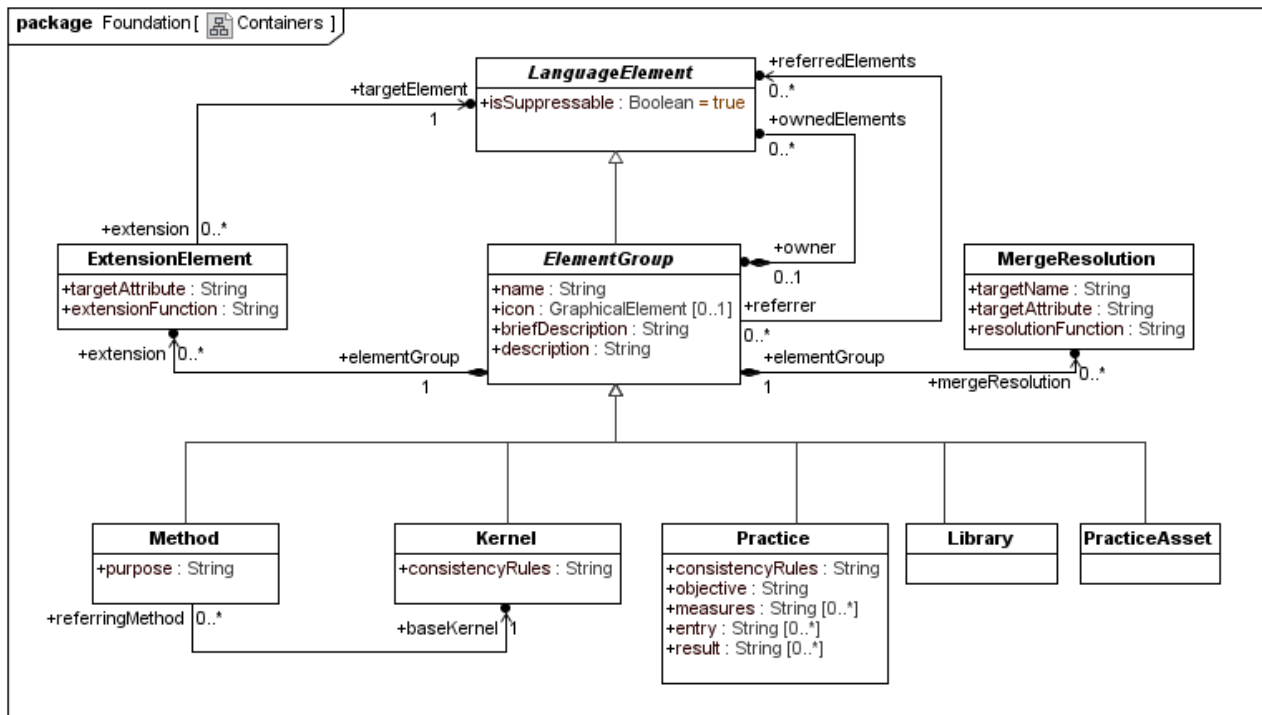 package Foundation [ Containers ]
LanguageElement
+isSuppressable : Boolean = true
+referredElements
0..*
+targetElement
1
+ownedElements
0..*
+extension
0..*
ExtensionElement
+targetAttribute : String
+extensionFunction : String
ElementGroup
+name : String
+icon : GraphicalElement [0..1]
+briefDescription : String
+description : String
+owner
0..1
+referrer
0..*
MergeResolution
+targetName : String
+targetAttribute : String
+resolutionFunction : String
+extension
0..*
+elementGroup
1
+elementGroup
1
+mergeResolution
0..*
Method
+purpose : String
Kernel
+consistencyRules : String
Practice
+consistencyRules : String
+objective : String
+measures : String [0..*]
+entry : String [0..*]
+result : String [0..*]
Library
PracticeAsset
+referringMethod
0..*
+baseKernel
1